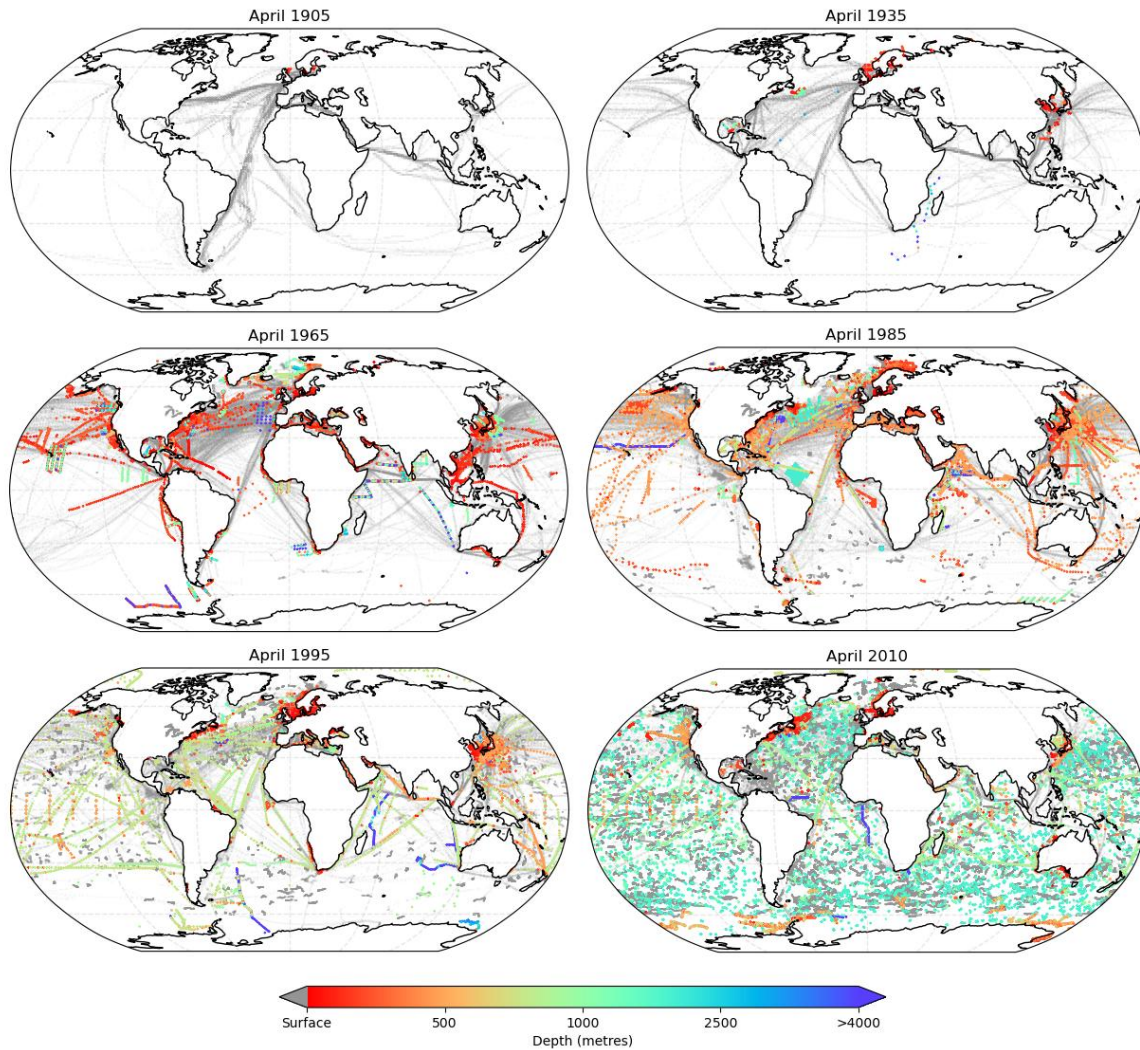 April 1905
April 1935
April 1965
April 1985
April 1995
April 2010
Surface 500 1000 2500 >4000
Depth (metres)